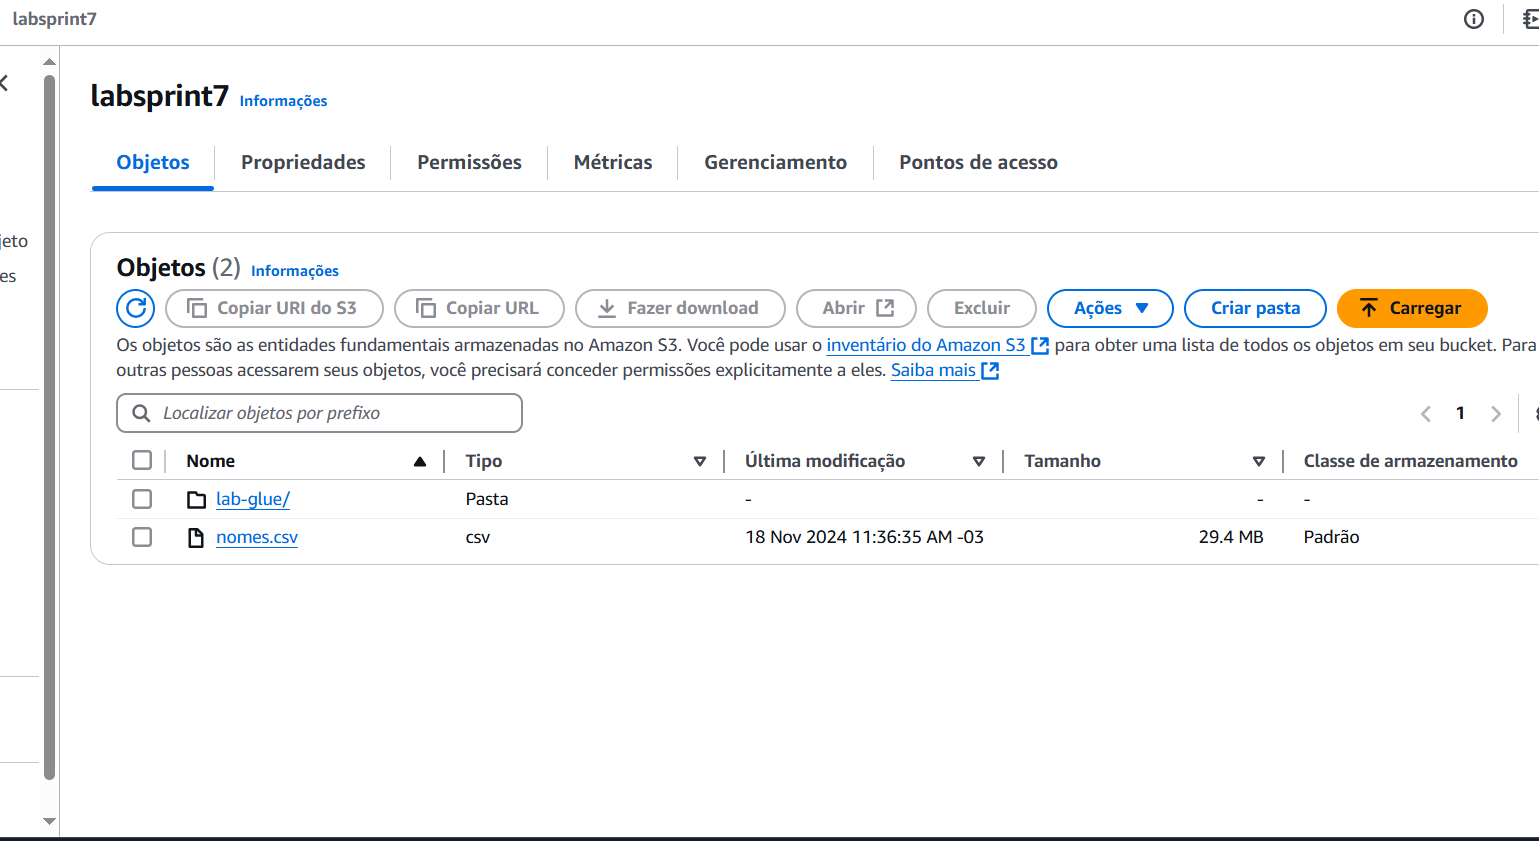 labsprint7
labsprint7 Informações
Objetos Propriedades Permissões Métricas Gerenciamento Pontos de acesso
jeto
es
Objetos (2) Informações
Copiar URI do S3 Copiar URL Fazer download Abrir Excluir Ações Criar pasta Carregar
Os objetos são as entidades fundamentais armazenadas no Amazon S3. Você pode usar o inventário do Amazon S3 para obter uma lista de todos os objetos em seu bucket. Para
outras pessoas acessarem seus objetos, você precisará conceder permissões explicitamente a eles. Saiba mais
Localizar objetos por prefixo
1
Nome Tipo Última modificação Tamanho Classe de armazenamento
lab-glue/ Pasta - - -
nomes.csv csv 18 Nov 2024 11:36:35 AM -03 29.4 MB Padrão